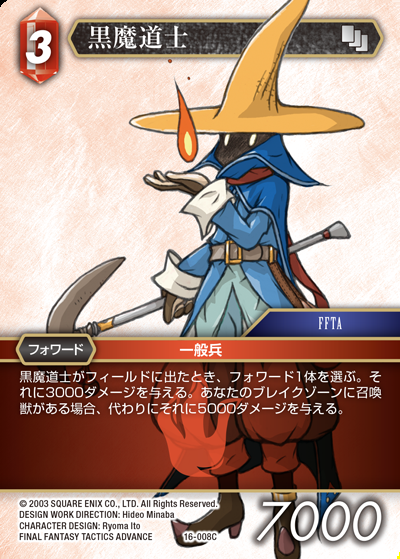 3
黒魔道士
FFTA
フォワード
一般兵
黒魔道士がフィールドに出たとき、フォワード1体を選ぶ。そ
れに3000ダメージを与える。あなたのブレイクゾーンに召喚
獣がある場合、代わりにそれに5000ダメージを与える。
© 2003 SQUARE ENIX CO., LTD. All Rights Reserved.
DESIGN WORK DIRECTION: Hideo Minaba
CHARACTER DESIGN: Ryoma Ito
FINAL FANTASY TACTICS ADVANCE
16-008C
7000